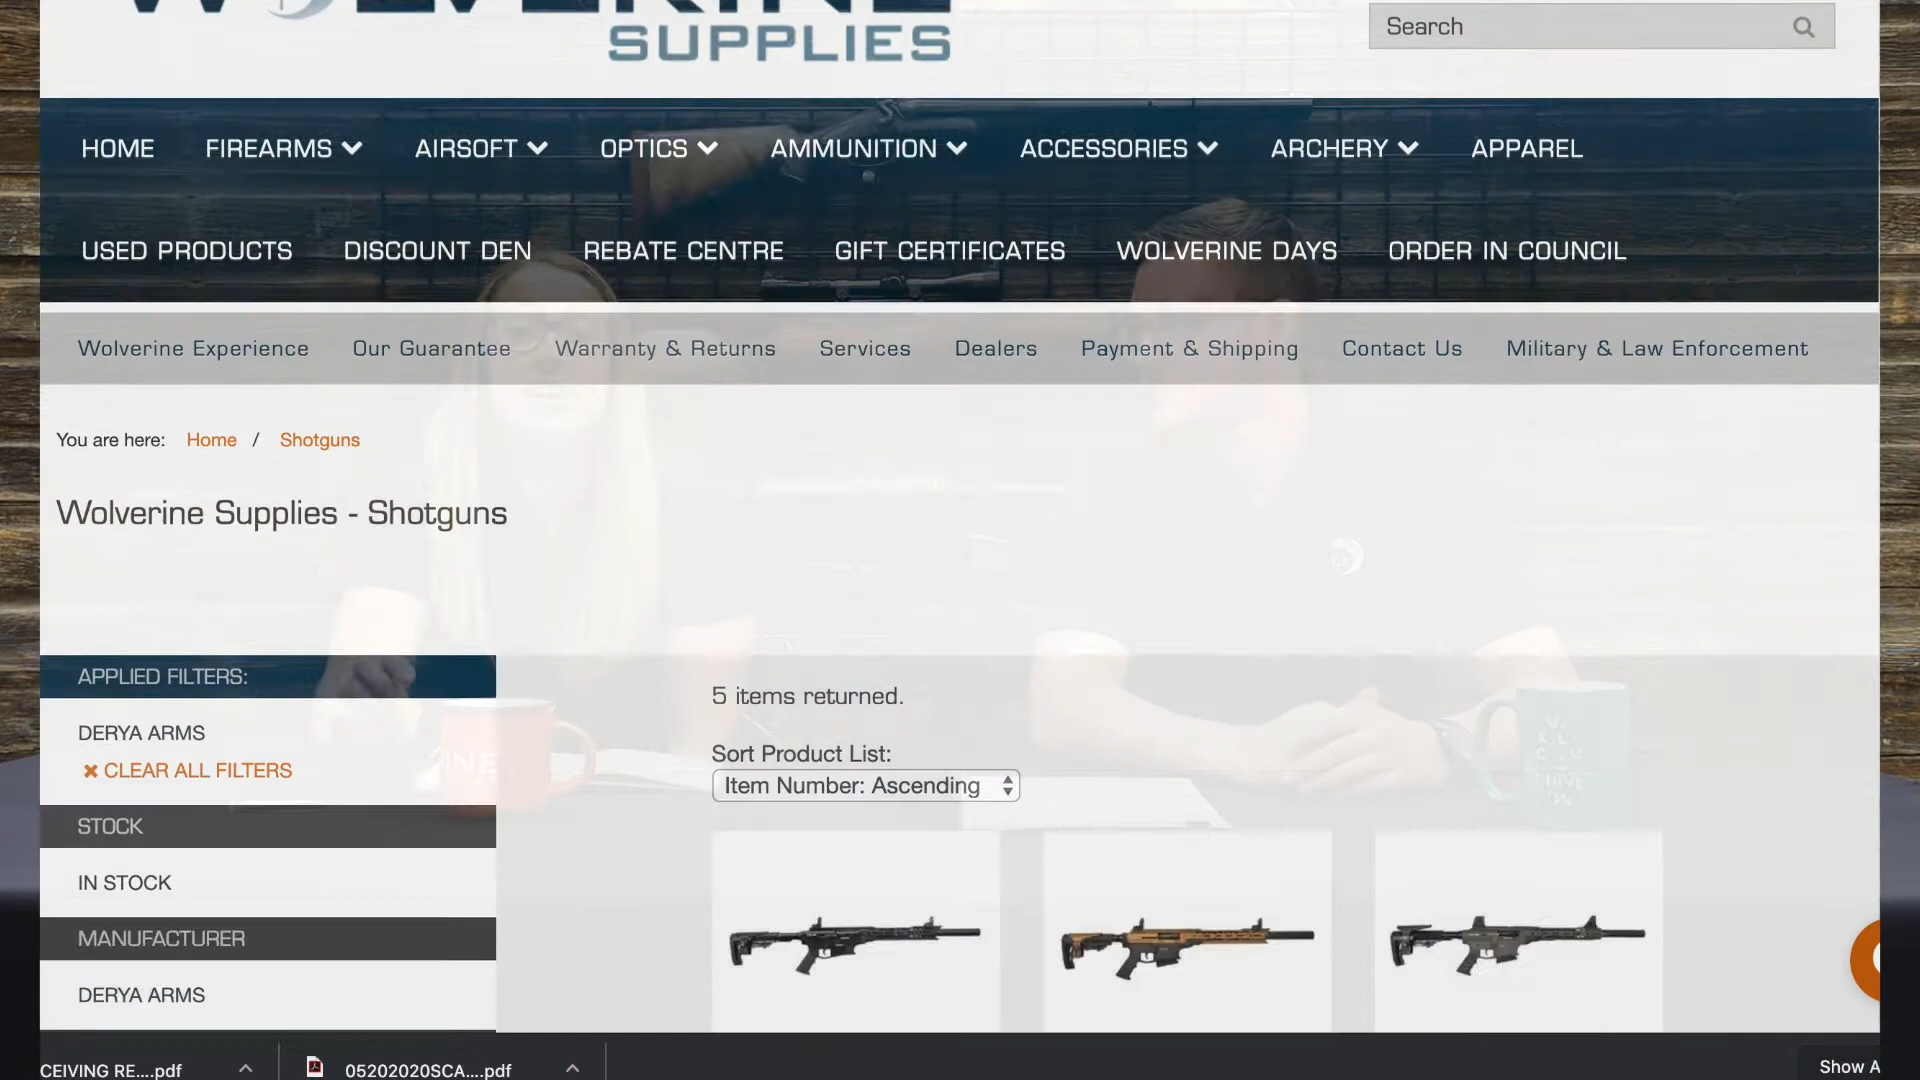 WOLVERINE
SUPPLIES
Search
HOME FIREARMS AIRSOFT OPTICS AMMUNITION ACCESSORIES ARCHERY APPAREL
USED PRODUCTS DISCOUNT DEN REBATE CENTRE GIFT CERTIFICATES WOLVERINE DAYS ORDER IN COUNCIL
Wolverine Experience Our Guarantee Warranty & Returns Services Dealers Payment & Shipping Contact Us Military & Law Enforcement
You are here: Home / Shotguns
Wolverine Supplies - Shotguns
APPLIED FILTERS:
DERYA ARMS
✖ CLEAR ALL FILTERS
STOCK
IN STOCK
MANUFACTURER
DERYA ARMS
5 items returned.
Sort Product List:
Item Number: Ascending
CEIVING RE....pdf 05202020SCA....pdf Show A